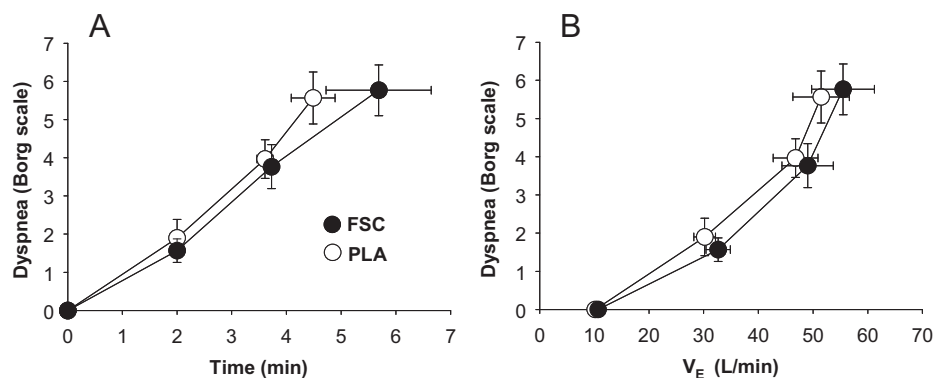 A
Dyspnea (Borg scale)
7
6
5
4
3
2
1
0
FSC
PLA
0 1 2 3 4 5 6 7
Time (min)
B
Dyspnea (Borg scale)
7
6
5
4
3
2
1
0
0 10 20 30 40 50 60 70
VE (L/min)